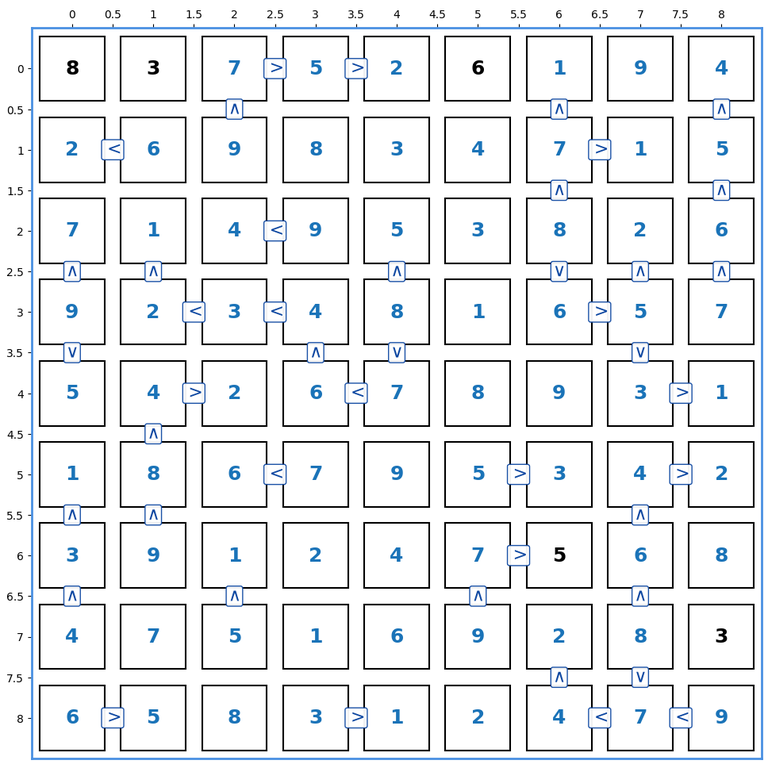 0 0.5 1 1.5 2 2.5 3 3.5 4 4.5 5 5.5 6 6.5 7 7.5 8
0 8 3 7 > 5 > 2 6 1 9 4
0.5 ∧ ∧ ∧
1 2 < 6 9 8 3 4 7 > 1 5
1.5 ∧ ∧
2 7 1 4 < 9 5 3 8 2 6
2.5 ∧ ∧ ∧ ∨ ∧ ∧
3 9 2 < 3 < 4 8 1 6 > 5 7
3.5 ∨ ∧ ∨ ∨
4 5 4 > 2 6 < 7 8 9 3 > 1
4.5 ∧
5 1 8 6 < 7 9 5 > 3 4 > 2
5.5 ∧ ∧ ∧
6 3 9 1 2 4 7 > 5 6 8
6.5 ∧ ∧ ∧ ∧
7 4 7 5 1 6 9 2 8 3
7.5 ∧ ∨
8 6 > 5 8 3 > 1 2 4 < 7 < 9